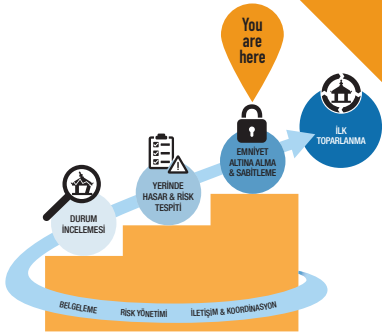 You
are
here
İLK
TOPARLANMA
EMNİYET
ALTINA ALMA
& SABİTLEME
YERİNDE
HASAR & RİSK
TESPİTİ
DURUM
İNCELEMESİ
BELGELEME
RİSK YÖNETİMİ
İLETİŞİM & KOORDİNASYON